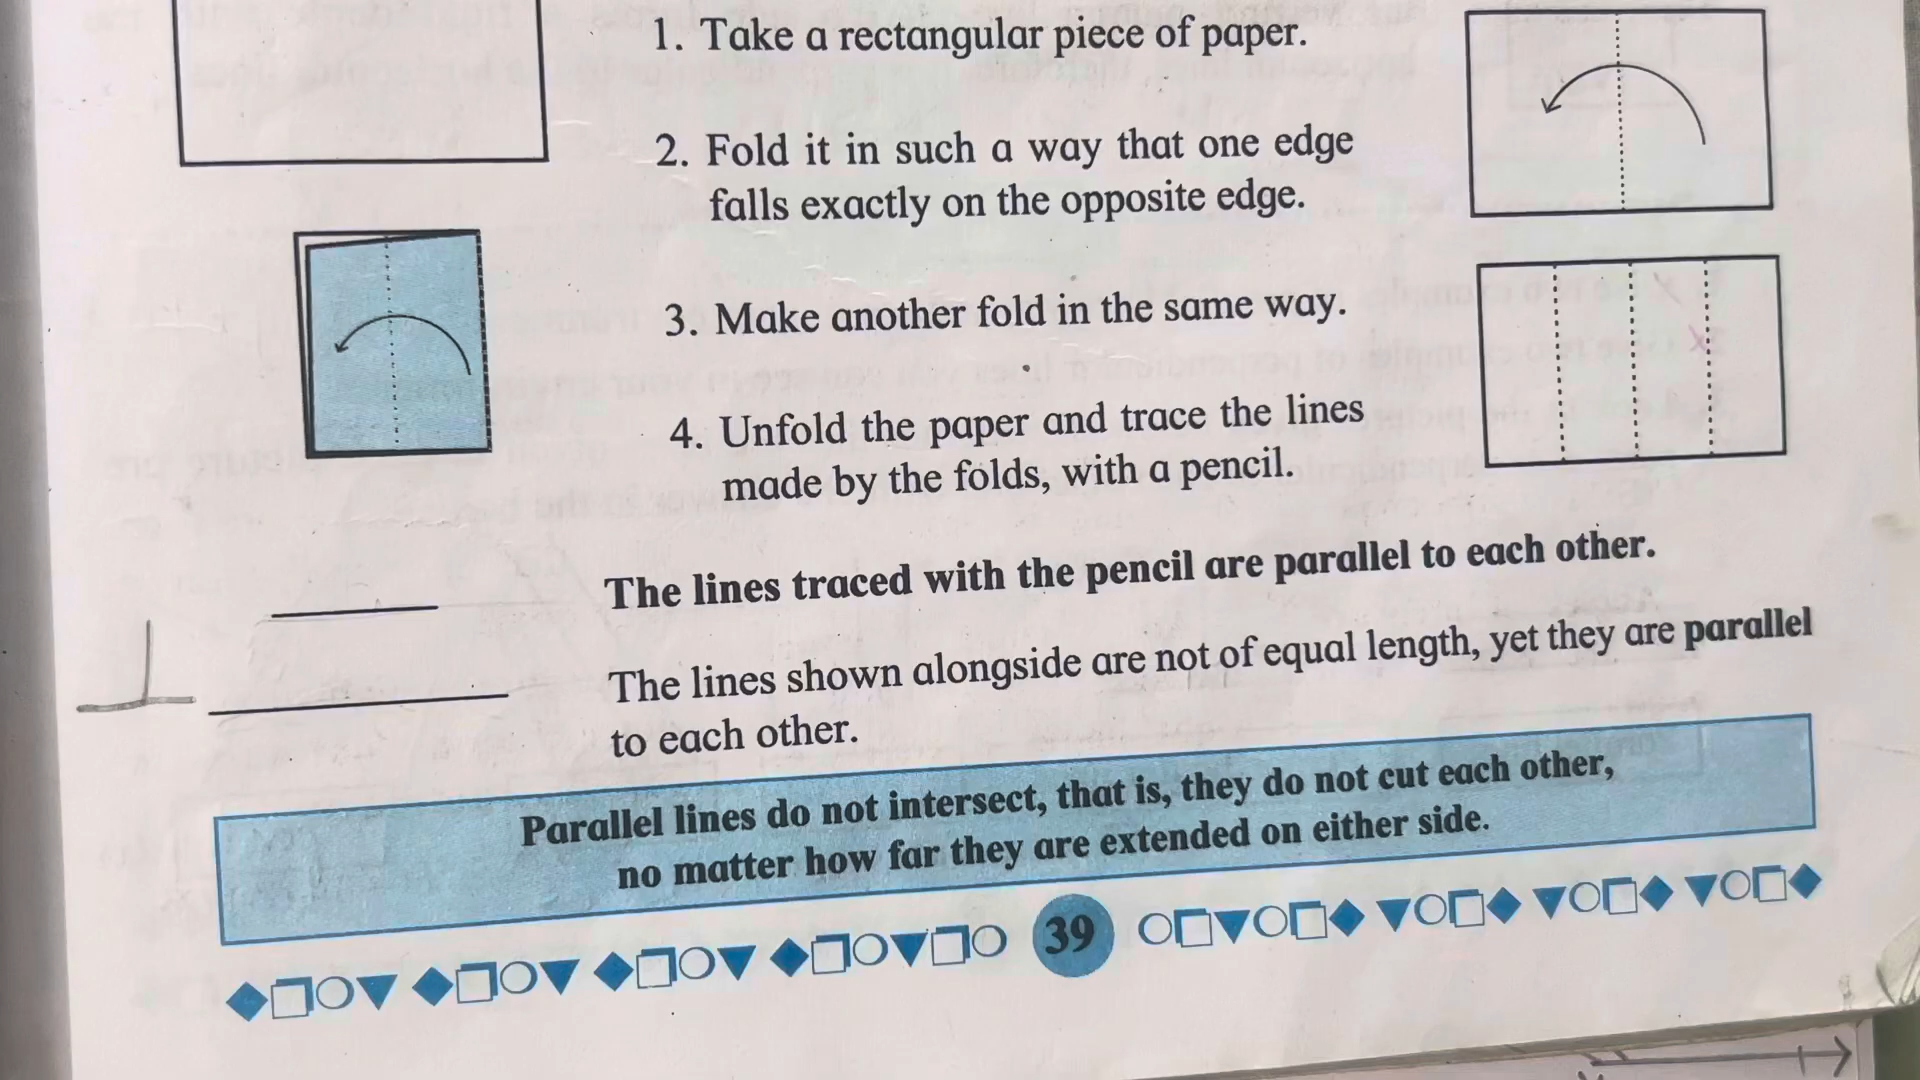 1. Take a rectangular piece of paper.
2. Fold it in such a way that one edge
falls exactly on the opposite edge.
3. Make another fold in the same way.
4. Unfold the paper and trace the lines
made by the folds, with a pencil.
The lines traced with the pencil are parallel to each other.
The lines shown alongside are not of equal length, yet they are parallel
to each other.
Parallel lines do not intersect, that is, they do not cut each other,
no matter how far they are extended on either side.
39